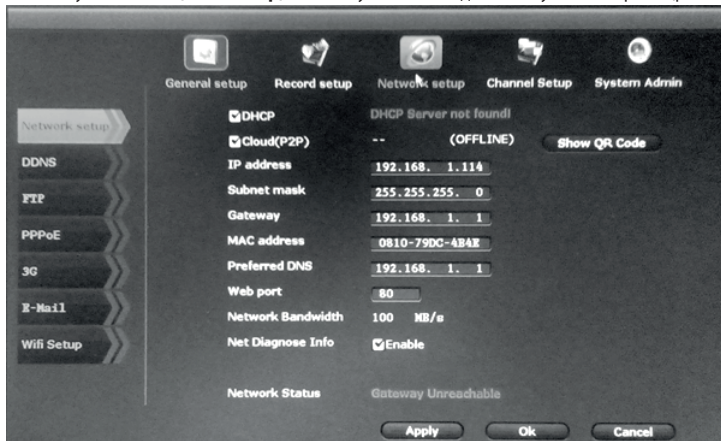 General setup Record setup Network setup Channel Setup System Admin
Network setup
DDNS
FTP
PPPoE
3G
E-Mail
Wifi Setup
DHCP DHCP Server not found!
Cloud(P2P) -- (OFFLINE) Show QR Code
IP address 192.168. 1.114
Subnet mask 255.255.255. 0
Gateway 192.168. 1. 1
MAC address 0810-79DC-4B4E
Preferred DNS 192.168. 1. 1
Web port 80
Network Bandwidth 100 MB/s
Net Diagnose Info Enable
Network Status Gateway Unreachable
Apply Ok Cancel